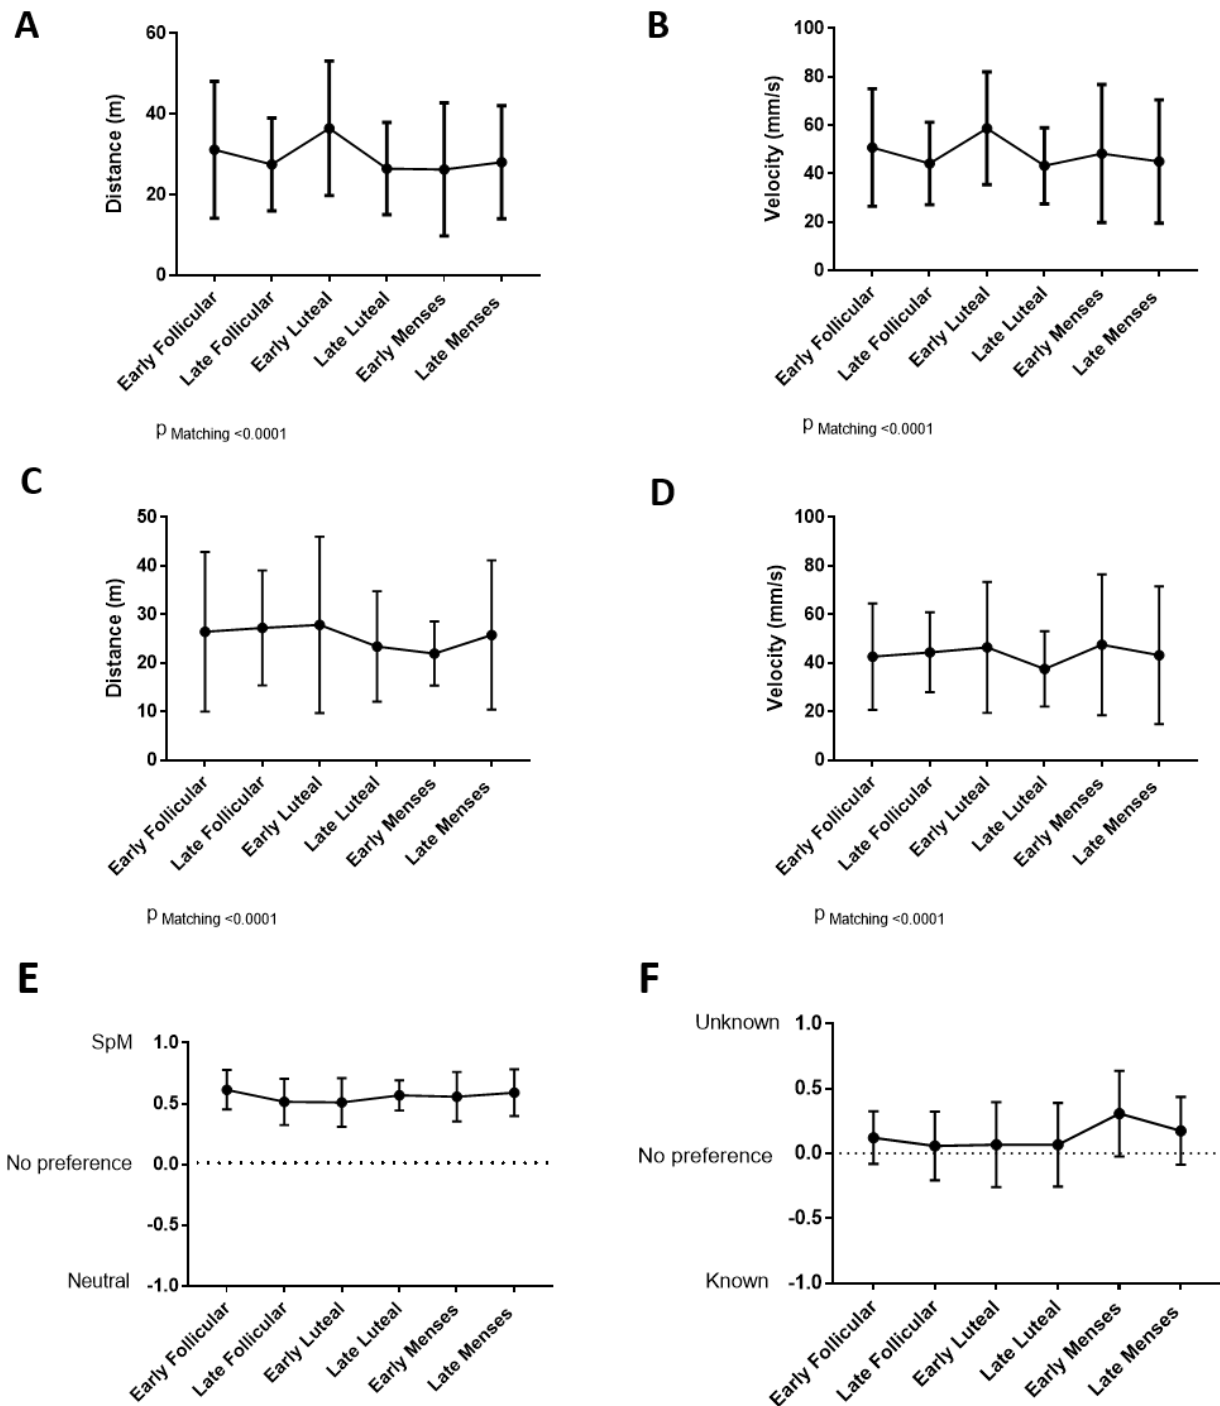 A
Distance (m)
60
40
20
0
Early Follicular
Late Follicular
Early Luteal
Late Luteal
Early Menses
Late Menses
p Matching <0.0001
B
Velocity (mm/s)
100
80
60
40
20
0
Early Follicular
Late Follicular
Early Luteal
Late Luteal
Early Menses
Late Menses
p Matching <0.0001
C
Distance (m)
50
40
30
20
10
0
Early Follicular
Late Follicular
Early Luteal
Late Luteal
Early Menses
Late Menses
p Matching <0.0001
D
Velocity (mm/s)
100
80
60
40
20
0
Early Follicular
Late Follicular
Early Luteal
Late Luteal
Early Menses
Late Menses
p Matching <0.0001
E
SpM 1.0
0.5
No preference 0.0
-0.5
Neutral -1.0
Early Follicular
Late Follicular
Early Luteal
Late Luteal
Early Menses
Late Menses
F
Unknown 1.0
0.5
No preference 0.0
-0.5
Known -1.0
Early Follicular
Late Follicular
Early Luteal
Late Luteal
Early Menses
Late Menses